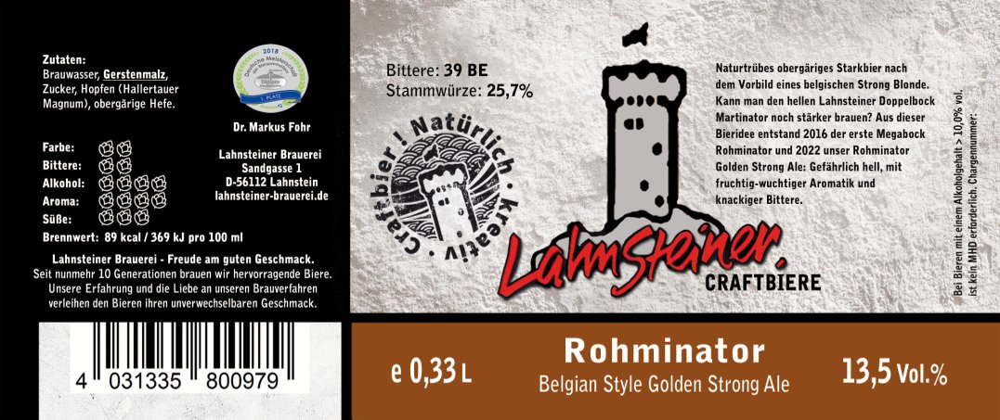 Zutaten:
Brauwasser, Gerstenmalz,
Zucker, Hopfen (Hallertauer
Magnum), obergärige Hefe.
2018
Deutsche Meisterschaft
Diplom
1. PLATZ
Dr. Markus Fohr
Lahnsteiner Brauerei
Sandgasse 1
D-56112 Lahnstein
lahnsteiner-brauerei.de
Farbe:
Bittere:
Alkohol:
Aroma:
Süße:
Brennwert: 89 kcal / 369 kJ pro 100 ml
Lahnsteiner Brauerei - Freude am guten Geschmack.
Seit nunmehr 10 Generationen brauen wir hervorragende Biere.
Unsere Erfahrung und die Liebe an unseren Brauverfahren
verleihen den Bieren ihren unverwechselbaren Geschmack.
4 031335 800979
Bittere: 39 BE
Stammwürze: 25,7%
Craftbier! Natürlich · kreativ ·
Lahnsteiner
CRAFTBIERE
Naturtrübes obergäriges Starkbier nach
dem Vorbild eines belgischen Strong Blonde.
Kann man den hellen Lahnsteiner Doppelbock
Martinator noch stärker brauen? Aus dieser
Bieridee entstand 2016 der erste Megabock
Rohminator und 2022 unser Rohminator
Golden Strong Ale: Gefährlich hell, mit
fruchtig-wuchtiger Aromatik und
knackiger Bittere.
Bei Bieren mit einem Alkoholgehalt > 10,0% vol.
ist kein MHD erforderlich. Chargennummer:
e 0,33 L
Rohminator
Belgian Style Golden Strong Ale
13,5 Vol.%